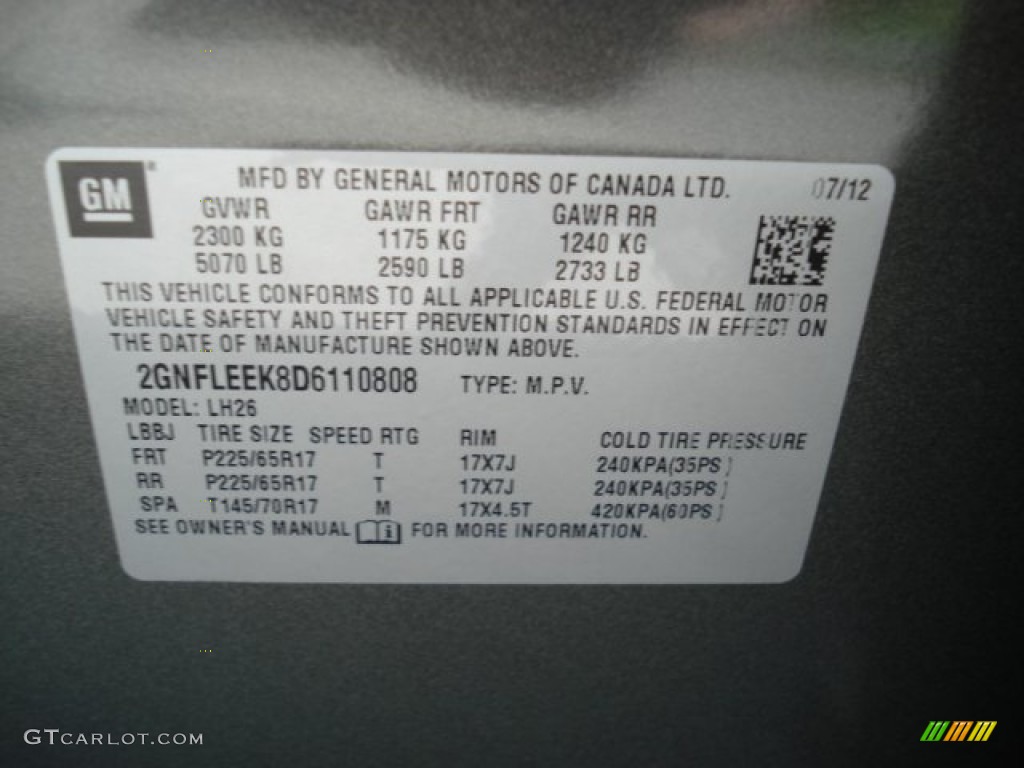 GM
MFD BY GENERAL MOTORS OF CANADA LTD. 07/12
GVWR GAWR FRT GAWR RR
2300 KG 1175 KG 1240 KG
5070 LB 2590 LB 2733 LB
THIS VEHICLE CONFORMS TO ALL APPLICABLE U.S. FEDERAL MOTOR
VEHICLE SAFETY AND THEFT PREVENTION STANDARDS IN EFFECT ON
THE DATE OF MANUFACTURE SHOWN ABOVE.
2GNFLEEK8D6110808 TYPE: M.P.V.
MODEL: LH26
LBBJ TIRE SIZE SPEED RTG RIM COLD TIRE PRESSURE
FRT P225/65R17 T 17X7J 240KPA(35PSI)
RR P225/65R17 T 17X7J 240KPA(35PSI)
SPA T145/70R17 M 17X4.5T 420KPA(60PSI)
SEE OWNER'S MANUAL i FOR MORE INFORMATION.
GTCARLOT.COM